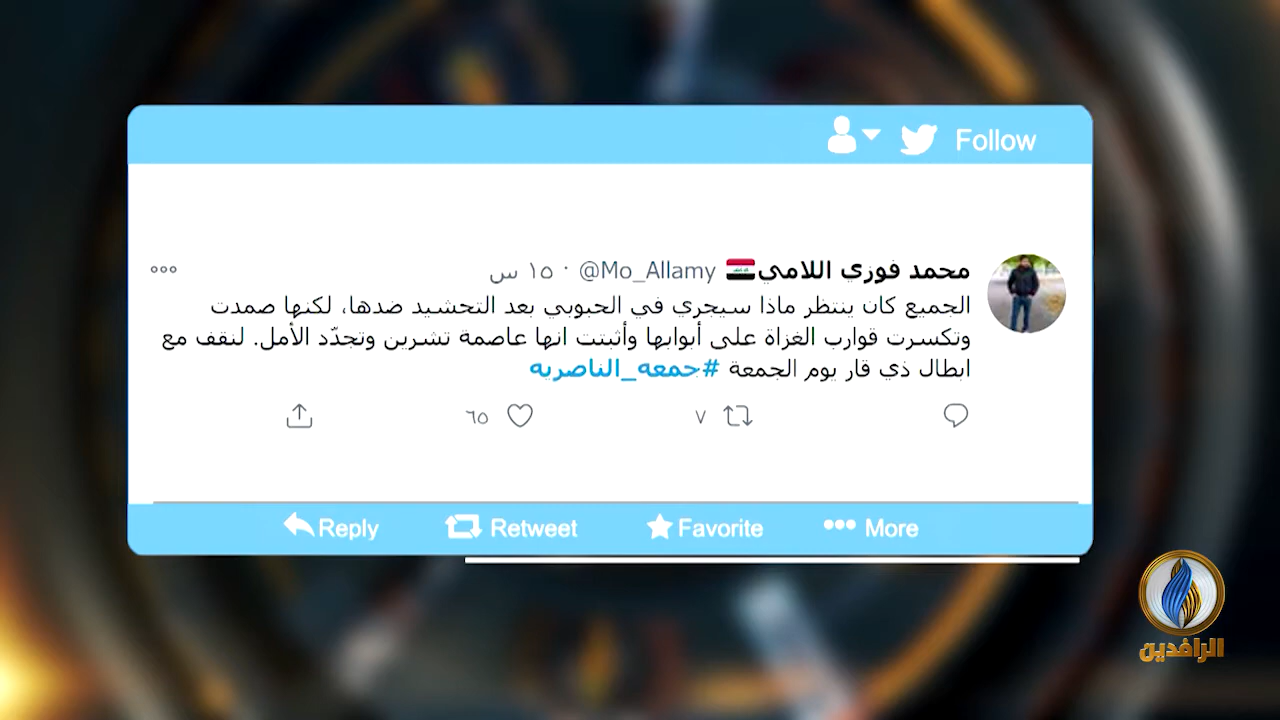 Follow
محمد فوزي اللامي @Mo_Allamy · ١٥ س
الجميع كان ينتظر ماذا سيجري في الحبوبي بعد التحشيد ضدها، لكنها صمدت
وتكسرت قوارب الغزاة على أبوابها وأثبتت انها عاصمة تشرين وتجدّد الأمل. لنقف مع
ابطال ذي قار يوم الجمعة #جمعه_الناصريه
٧ ٦٥
Reply Retweet Favorite More
الرافدين